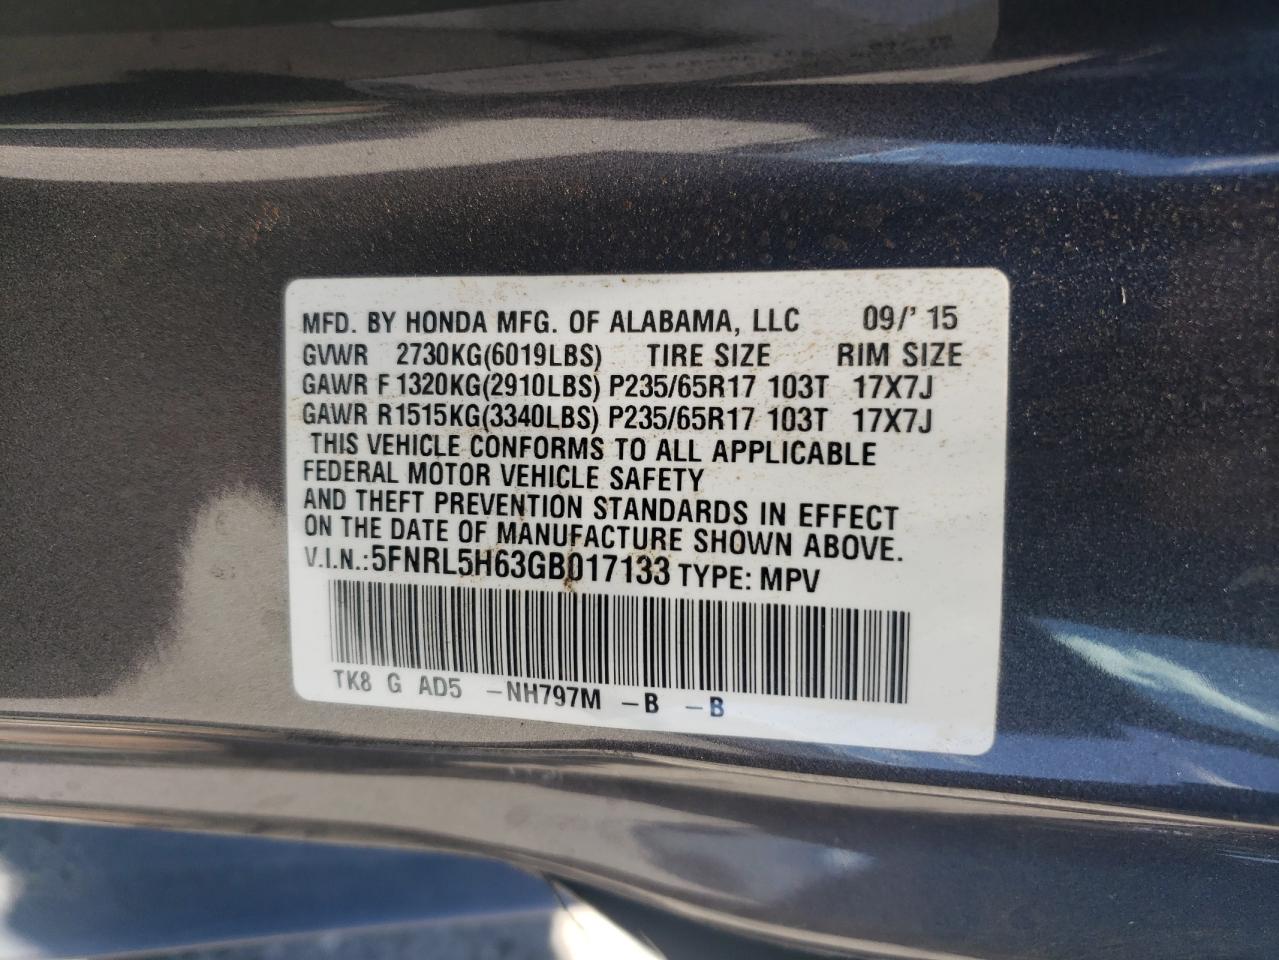 MFD. BY HONDA MFG. OF ALABAMA, LLC 09/' 15
GVWR 2730KG(6019LBS) TIRE SIZE RIM SIZE
GAWR F 1320KG(2910LBS) P235/65R17 103T 17X7J
GAWR R1515KG(3340LBS) P235/65R17 103T 17X7J
THIS VEHICLE CONFORMS TO ALL APPLICABLE
FEDERAL MOTOR VEHICLE SAFETY
AND THEFT PREVENTION STANDARDS IN EFFECT
ON THE DATE OF MANUFACTURE SHOWN ABOVE.
V.I.N.:5FNRL5H63GB017133 TYPE: MPV
TK8 G AD5 -NH797M -B -B